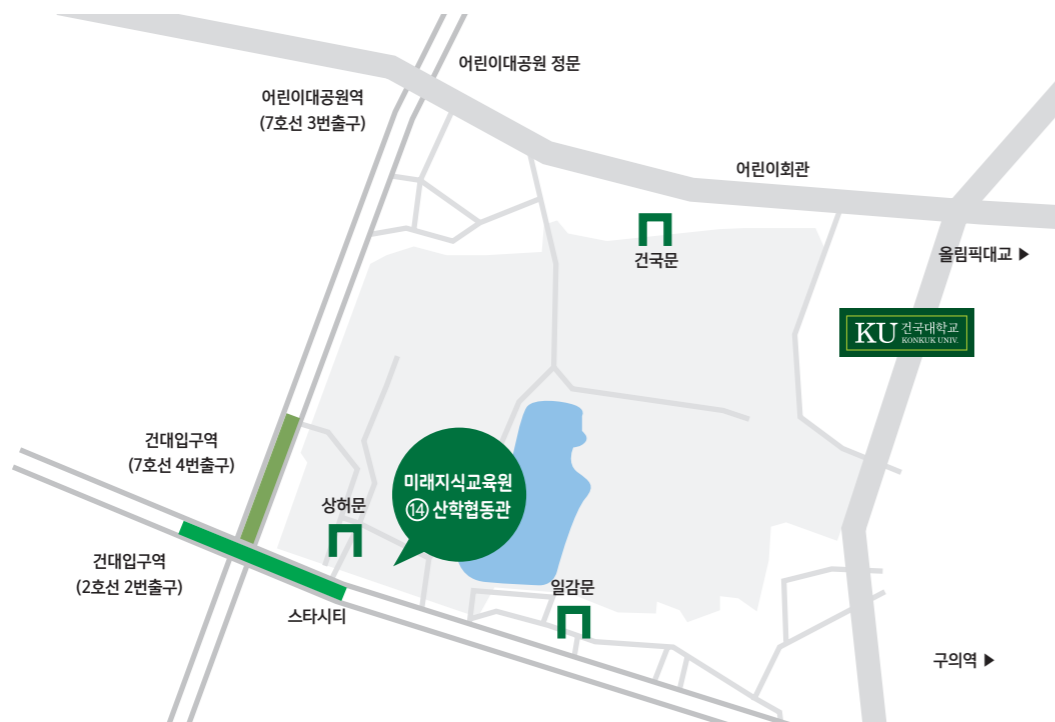 어린이대공원 정문
어린이대공원역
(7호선 3번출구)
어린이회관
건국문
올림픽대교 ▶
KU 건국대학교
KONKUK UNIV.
건대입구역
(7호선 4번출구)
미래지식교육원
⑭ 산학협동관
상허문
건대입구역
(2호선 2번출구)
스타시티
일감문
구의역 ▶